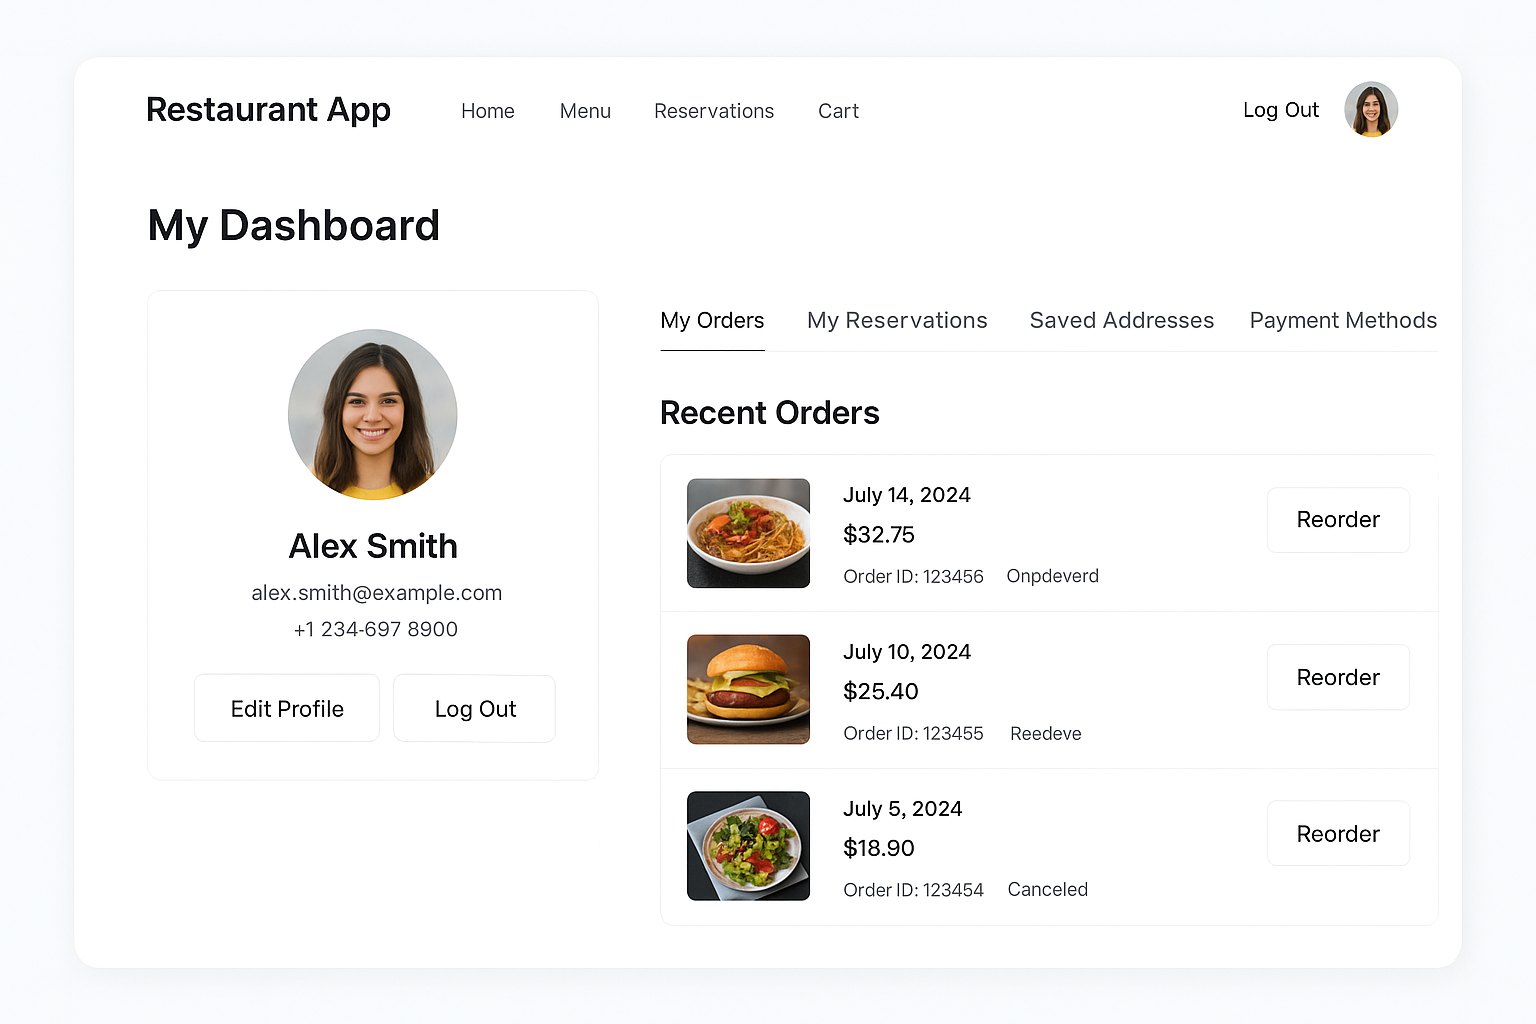 Restaurant App Home Menu Reservations Cart Log Out
My Dashboard
Alex Smith
alex.smith@example.com
+1 234-697 8900
Edit Profile Log Out
My Orders My Reservations Saved Addresses Payment Methods
Recent Orders
July 14, 2024
$32.75
Order ID: 123456 Onpdeverd
Reorder
July 10, 2024
$25.40
Order ID: 123455 Reedeve
Reorder
July 5, 2024
$18.90
Order ID: 123454 Canceled
Reorder